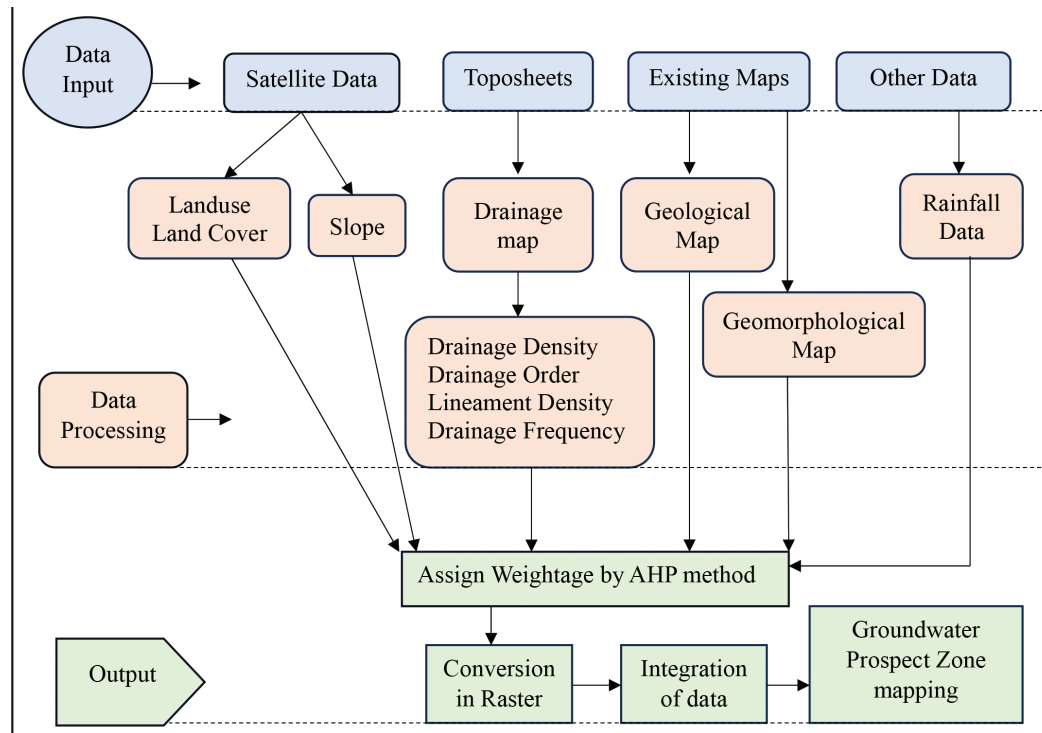 Data
Input
Satellite Data
Toposheets
Existing Maps
Other Data
Landuse
Land Cover
Slope
Drainage
map
Geological
Map
Rainfall
Data
Geomorphological
Map
Drainage Density
Drainage Order
Lineament Density
Drainage Frequency
Data
Processing
Assign Weightage by AHP method
Output
Conversion
in Raster
Integration
of data
Groundwater
Prospect Zone
mapping